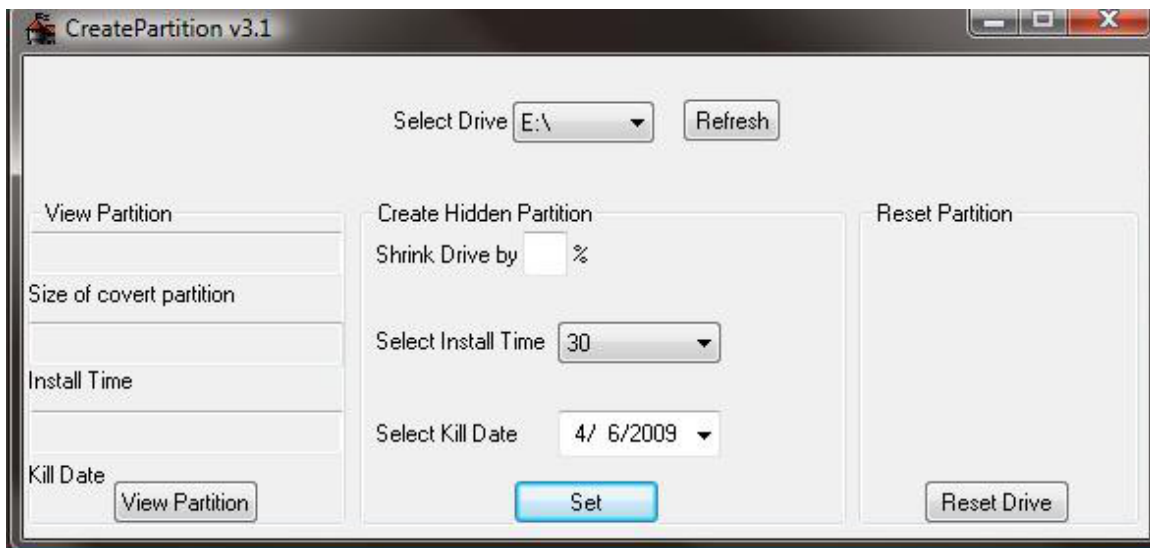 CreatePartition v3.1
Select Drive E:\ Refresh
View Partition
Size of covert partition
Install Time
Kill Date
View Partition
Create Hidden Partition
Shrink Drive by %
Select Install Time 30
Select Kill Date 4/ 6/2009
Set
Reset Partition
Reset Drive